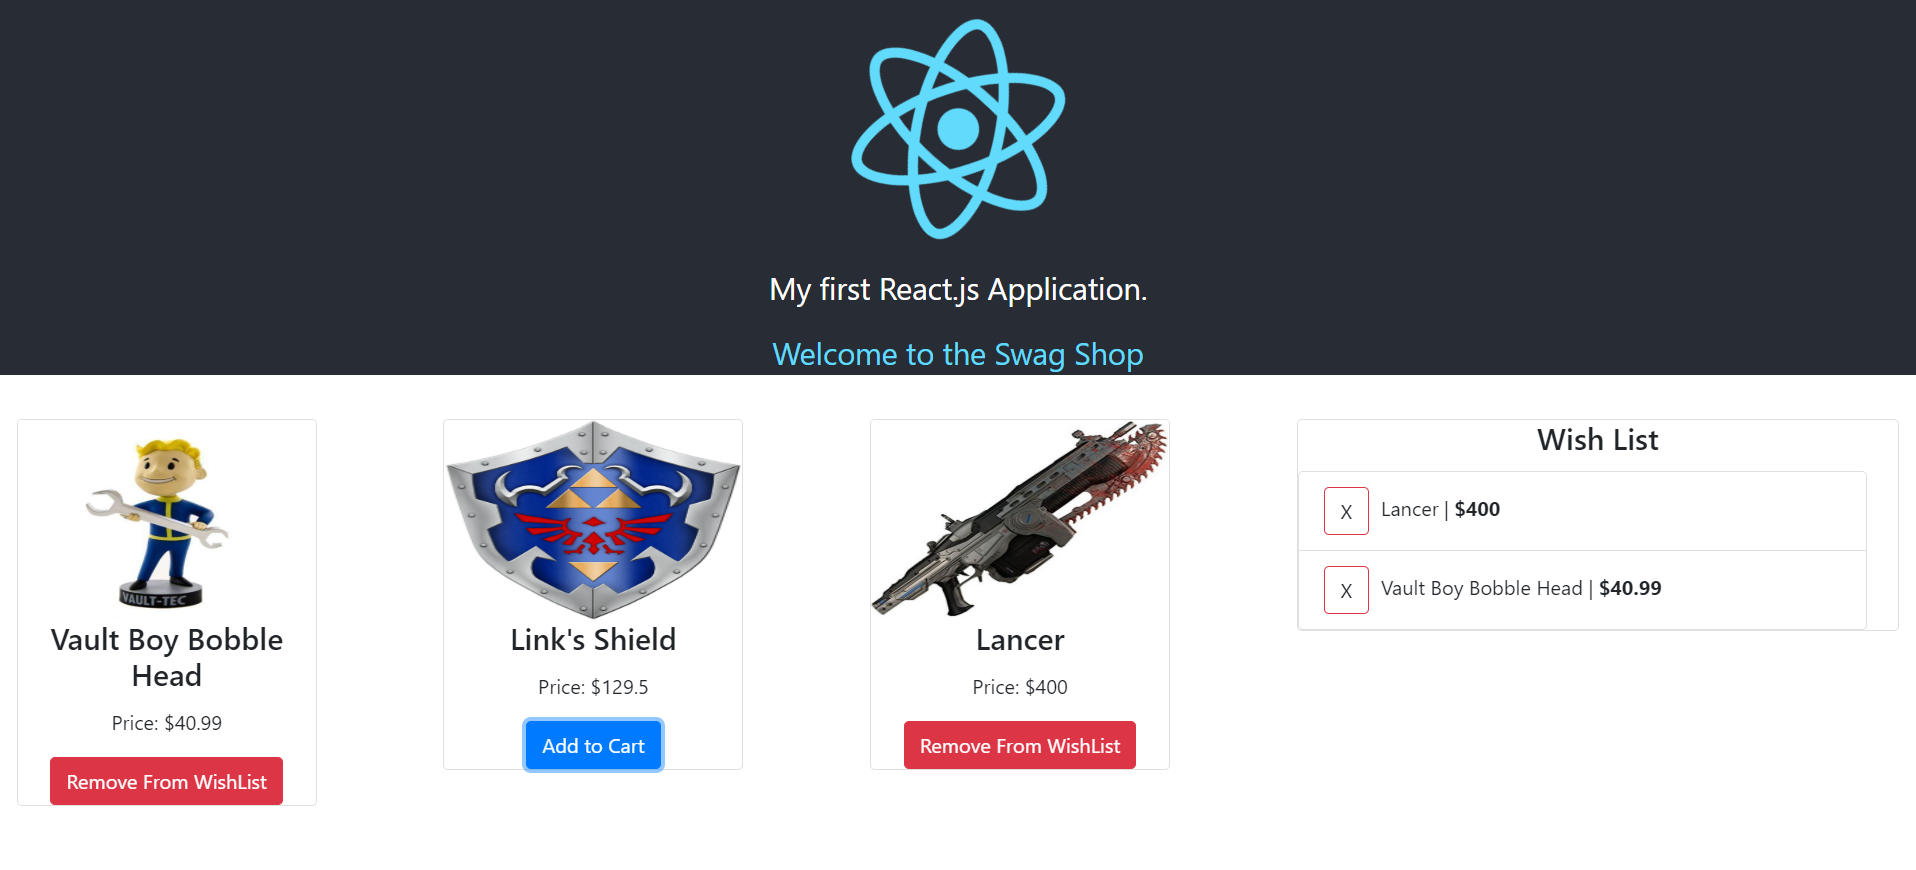 My first React.js Application.
Welcome to the Swag Shop
VAULT-TEC
Vault Boy Bobble
Head
Price: $40.99
Remove From WishList
Link's Shield
Price: $129.5
Add to Cart
Lancer
Price: $400
Remove From WishList
Wish List
X Lancer | $400
X Vault Boy Bobble Head | $40.99